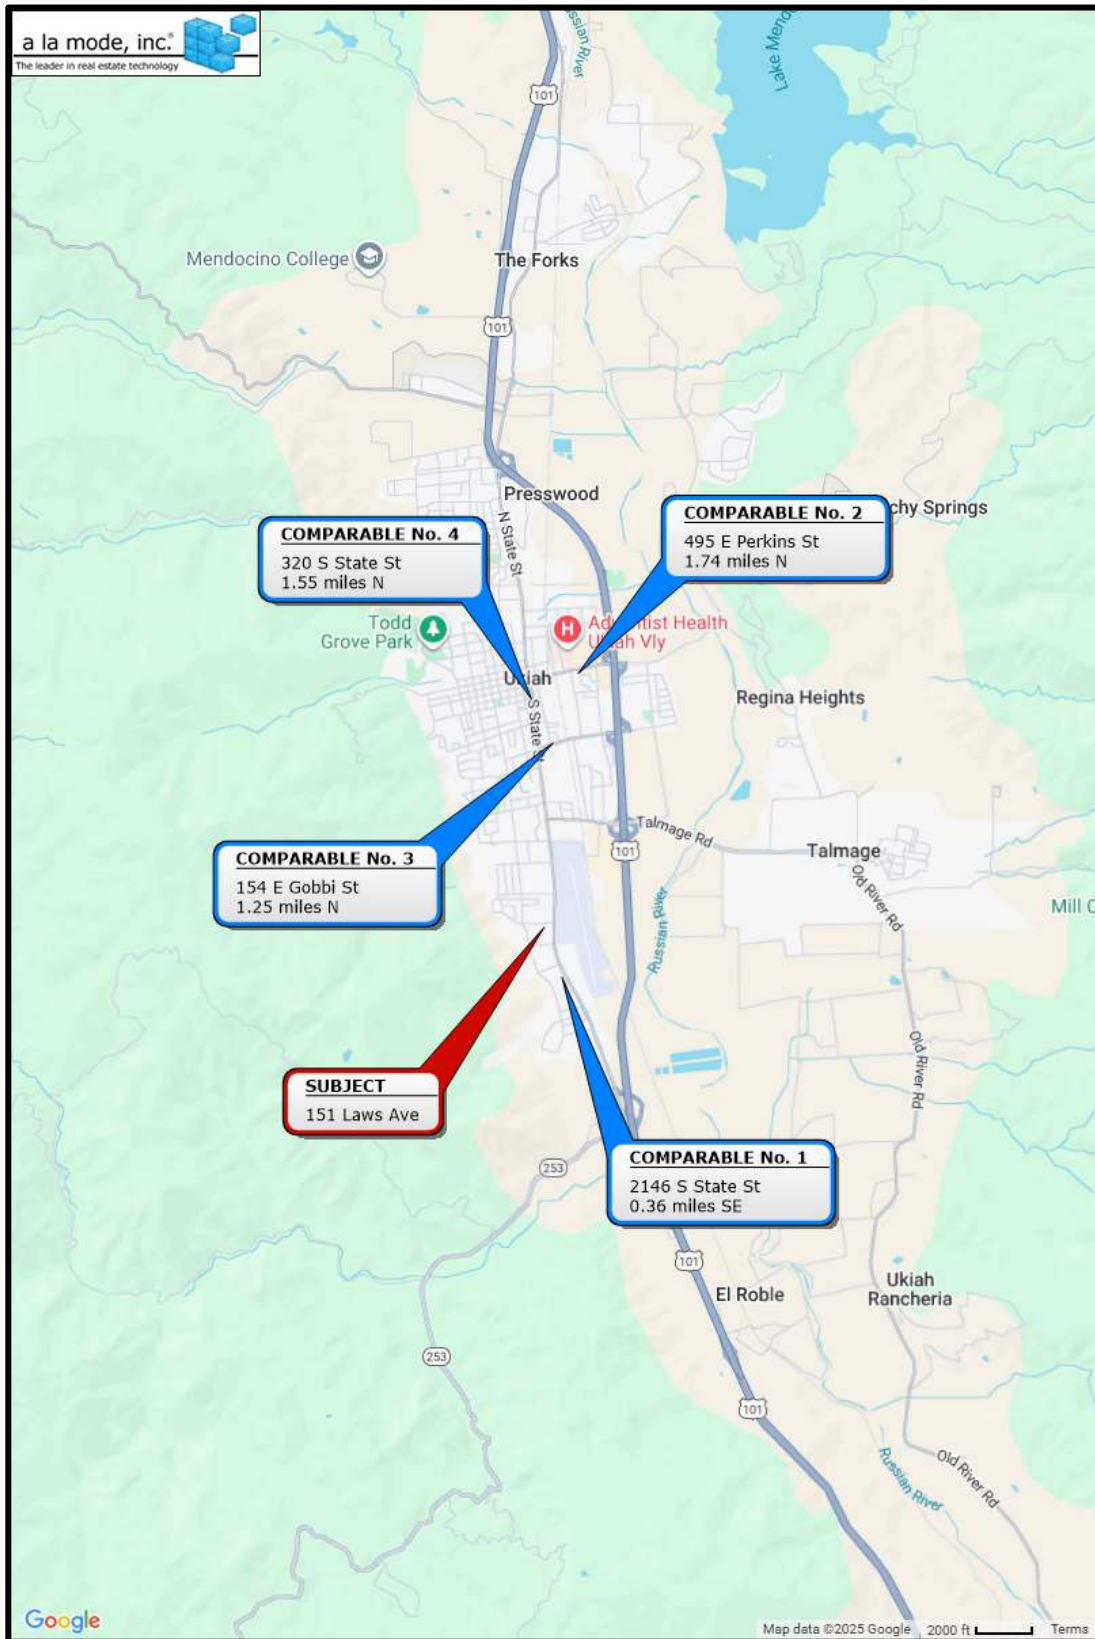 a la mode, inc.®
The leader in real estate technology
Russian River
Lake Mendo
101
Mendocino College
The Forks
101
Presswood
N State St
chy Springs
COMPARABLE No. 4
320 S State St
1.55 miles N
COMPARABLE No. 2
495 E Perkins St
1.74 miles N
Todd
Grove Park
H
Adventist Health
Ukiah Vly
Ukiah
S State St
Regina Heights
Talmage Rd
101
Talmage
Old River Rd
COMPARABLE No. 3
154 E Gobbi St
1.25 miles N
Mill C
Russian River
Old River Rd
SUBJECT
151 Laws Ave
253
COMPARABLE No. 1
2146 S State St
0.36 miles SE
101
El Roble
Ukiah
Rancheria
253
101
Old River Rd
Russian River
Google
Map data ©2025 Google
2000 ft
Terms